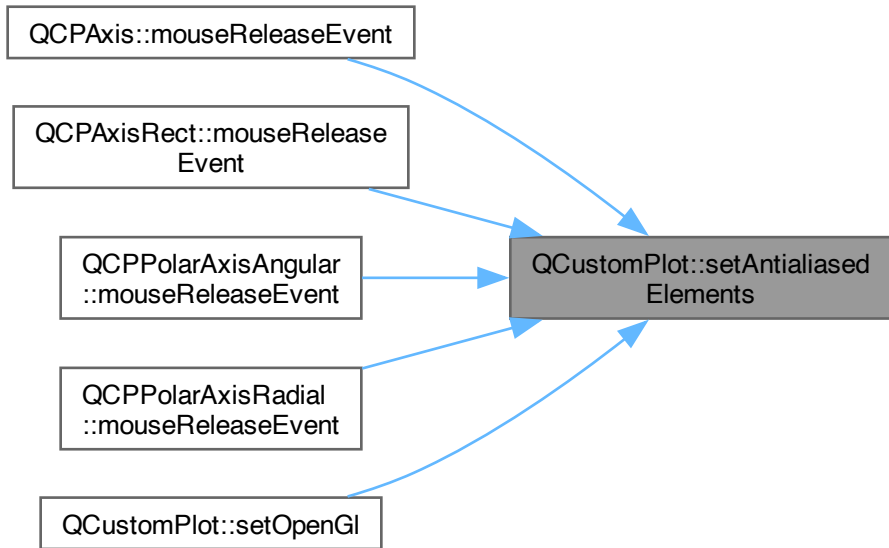 QCPAxis::mouseReleaseEvent
QCPAxisRect::mouseRelease
Event
QCPPolarAxisAngular
::mouseReleaseEvent
QCustomPlot::setAntialiased
Elements
QCPPolarAxisRadial
::mouseReleaseEvent
QCustomPlot::setOpenGl